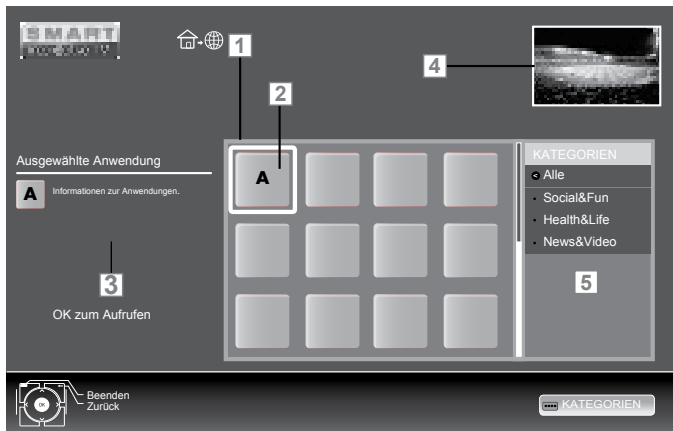 SMART
1
2
4
Ausgewählte Anwendung
A
Informationen zur Anwendungen.
3
OK zum Aufrufen
A
KATEGORIEN
Alle
Social&Fun
Health&Life
News&Video
5
OK
Beenden
Zurück
KATEGORIEN